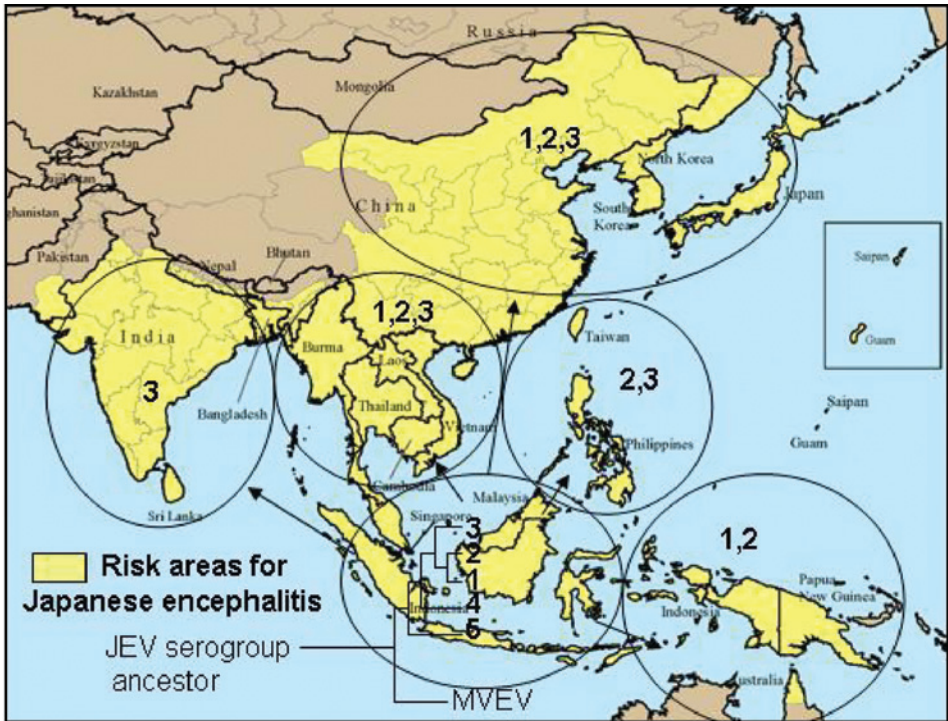 Russia
Kazakhstan
Mongolia
Kyrgyzstan
Tajikistan
ghanistan
1,2,3
North Korea
Japan
South
Korea
China
Pakistan
Nepal
Bhutan
Saipan
Guam
India
1,2,3
Burma
Laos
Taiwan
2,3
3
Bangladesh
Thailand
Vietnam
Philippines
Saipan
Guam
Cambodia
Malaysia
Sri Lanka
Singapore
3
2
1
4
5
Indonesia
1,2
Papua
New Guinea
Indonesia
Australia
Risk areas for
Japanese encephalitis
JEV serogroup
ancestor
MVEV